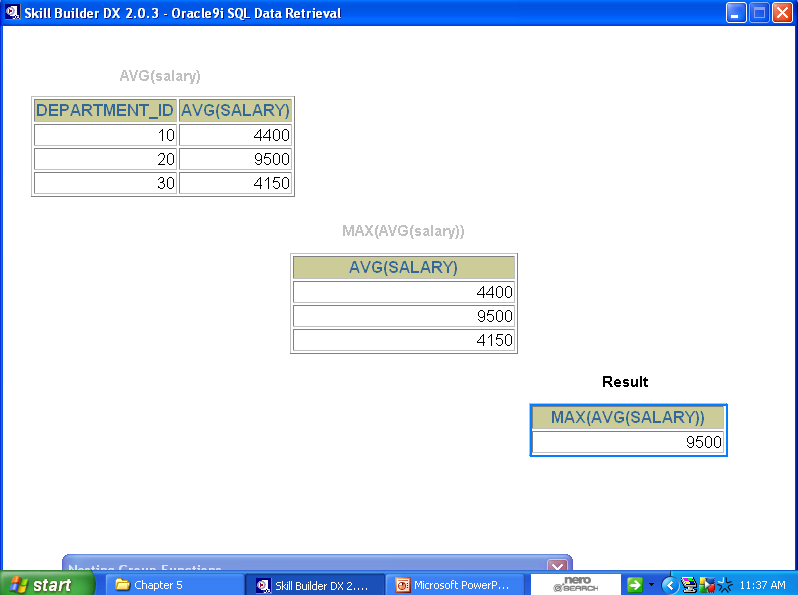 Skill Builder DX 2.0.3 - Oracle9i SQL Data Retrieval
AVG(salary)
DEPARTMENT_ID AVG(SALARY)
10 4400
20 9500
30 4150
MAX(AVG(salary))
AVG(SALARY)
4400
9500
4150
Result
MAX(AVG(SALARY))
9500
Nesting Group Functions
start Chapter 5 Skill Builder DX 2.... Microsoft PowerP... nero @SEARCH 11:37 AM